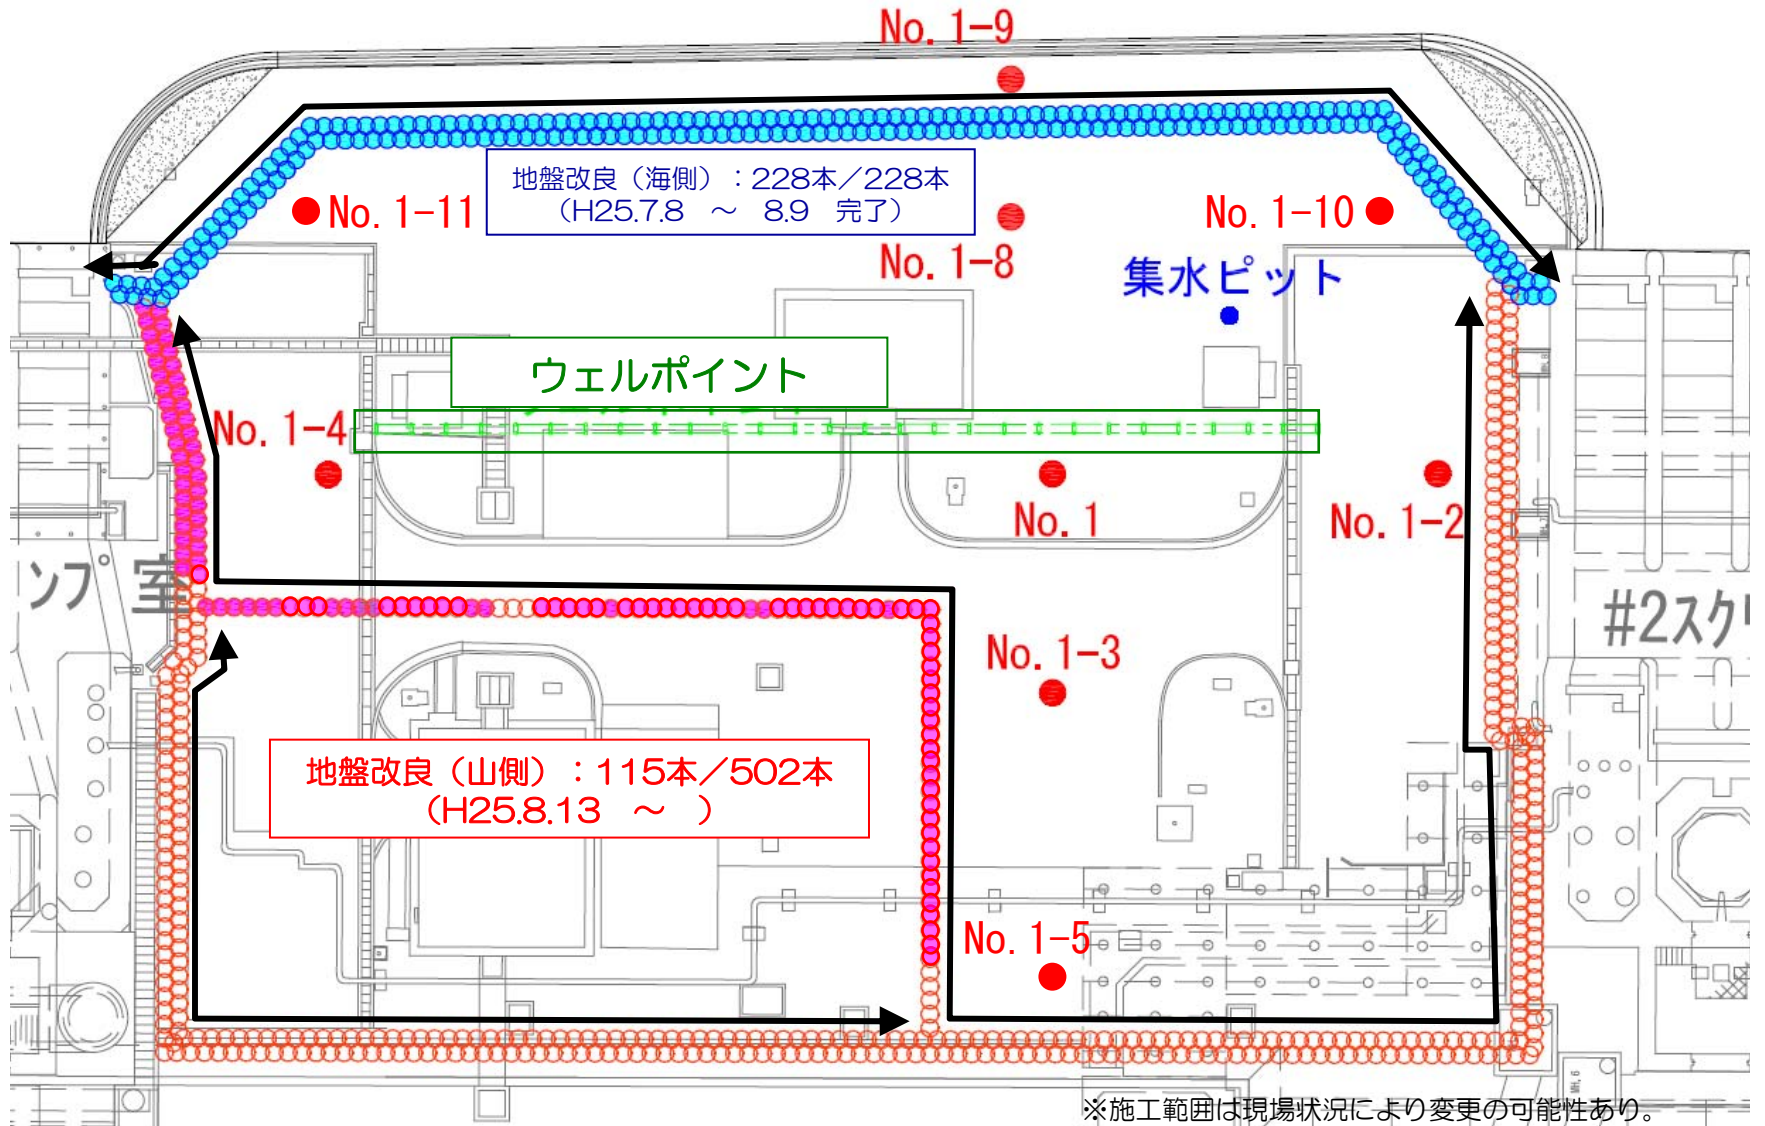 No. 1-9
地盤改良（海側）：228本／228本
（H25.7.8 ～ 8.9 完了）
No. 1-11
No. 1-10
No. 1-8
集水ピット
ウェルポイント
No. 1-4
No. 1
No. 1-2
ンプ室
#2スクリ
No. 1-3
地盤改良（山側）：115本／502本
（H25.8.13 ～ ）
No. 1-5
MH.6
※施工範囲は現場状況により変更の可能性あり。